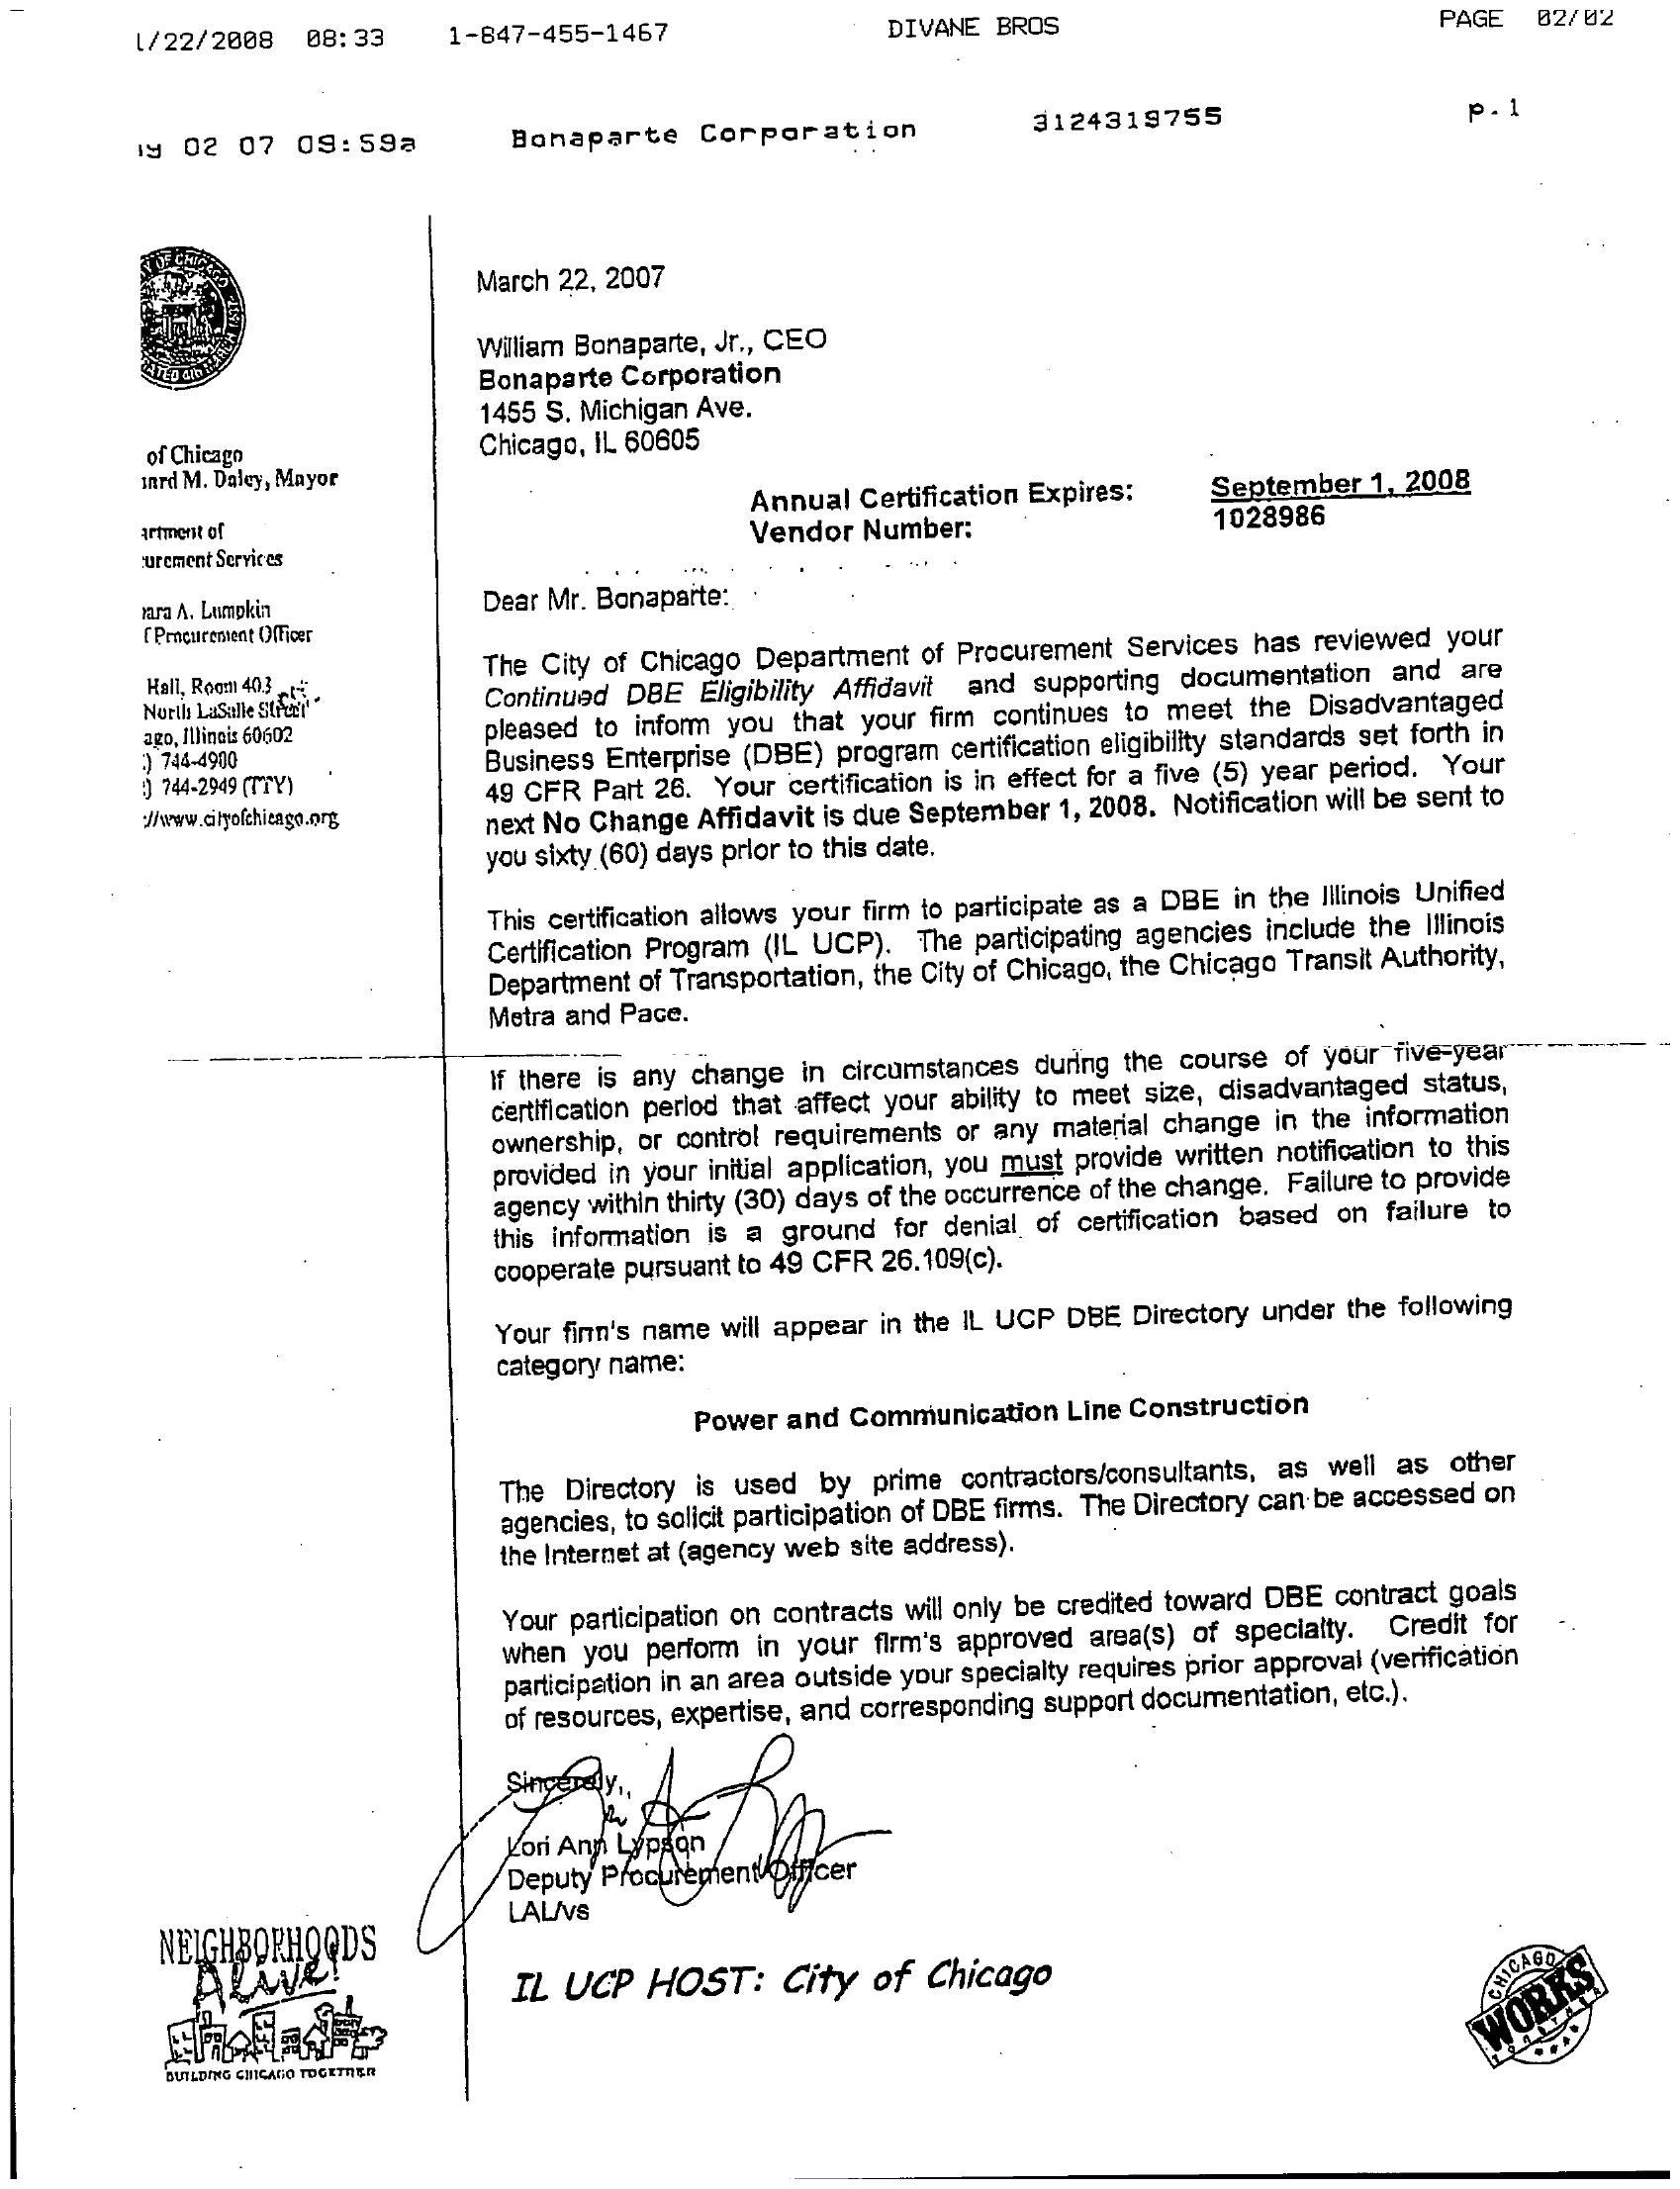 1/22/2008 08:33 1-847-455-1467 DIVANE BROS PAGE 02/02
02 07 09:59a Bonaparte Corporation 3124319755 p.1
March 22, 2007
William Bonaparte, Jr., CEO
Bonaparte Corporation
1455 S. Michigan Ave.
Chicago, IL 60605
of Chicago
ard M. Daley, Mayor
artment of
urement Services
ara A. Lumpkin
f Procurement Officer
Hall, Room 403
North LaSalle Street
ago, Illinois 60602
) 744-4900
) 744-2949 (TTY)
://www.cityofchicago.org
Annual Certification Expires: September 1, 2008
Vendor Number: 1028986
Dear Mr. Bonaparte:
The City of Chicago Department of Procurement Services has reviewed your
Continued DBE Eligibility Affidavit and supporting documentation and are
pleased to inform you that your firm continues to meet the Disadvantaged
Business Enterprise (DBE) program certification eligibility standards set forth in
49 CFR Part 26. Your certification is in effect for a five (5) year period. Your
next No Change Affidavit is due September 1, 2008. Notification will be sent to
you sixty (60) days prior to this date.
This certification allows your firm to participate as a DBE in the Illinois Unified
Certification Program (IL UCP). The participating agencies include the Illinois
Department of Transportation, the City of Chicago, the Chicago Transit Authority,
Metra and Pace.
If there is any change in circumstances during the course of your five-year
certification period that affect your ability to meet size, disadvantaged status,
ownership, or control requirements or any material change in the information
provided in your initial application, you must provide written notification to this
agency within thirty (30) days of the occurrence of the change. Failure to provide
this information is a ground for denial of certification based on failure to
cooperate pursuant to 49 CFR 26.109(c).
Your firm's name will appear in the IL UCP DBE Directory under the following
category name:
Power and Communication Line Construction
The Directory is used by prime contractors/consultants, as well as other
agencies, to solicit participation of DBE firms. The Directory can be accessed on
the Internet at (agency web site address).
Your participation on contracts will only be credited toward DBE contract goals
when you perform in your firm's approved area(s) of specialty. Credit for
participation in an area outside your specialty requires prior approval (verification
of resources, expertise, and corresponding support documentation, etc.).
Sincerely,
Lori Ann Lypson
Deputy Procurement Officer
LAL/vs
IL UCP HOST: City of Chicago
NEIGHBORHOODS
Alive!
BUILDING CHICAGO TOGETHER
CHICAGO
WORKS